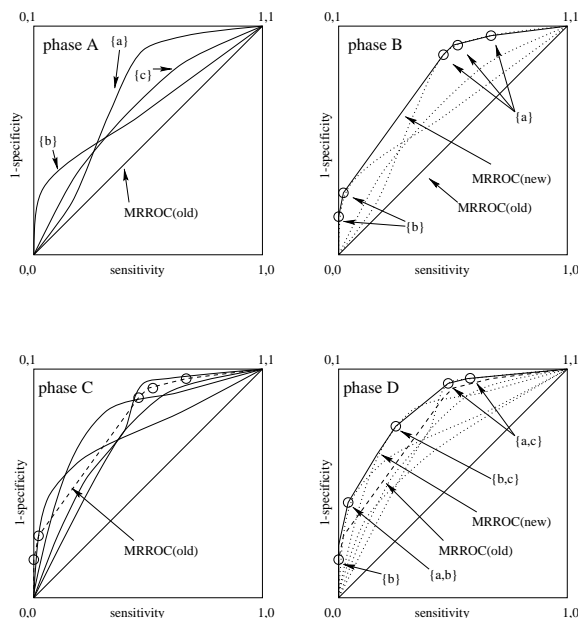 0,1
1,1
phase A
{a}
{c}
{b}
MRROC(old)
1-specificity
0,0
sensitivity
1,0
0,1
1,1
phase B
{a}
MRROC(new)
MRROC(old)
{b}
1-specificity
0,0
sensitivity
1,0
0,1
1,1
phase C
MRROC(old)
1-specificity
0,0
sensitivity
1,0
0,1
1,1
phase D
{a,c}
{b,c}
MRROC(new)
MRROC(old)
{b}
{a,b}
1-specificity
0,0
sensitivity
1,0